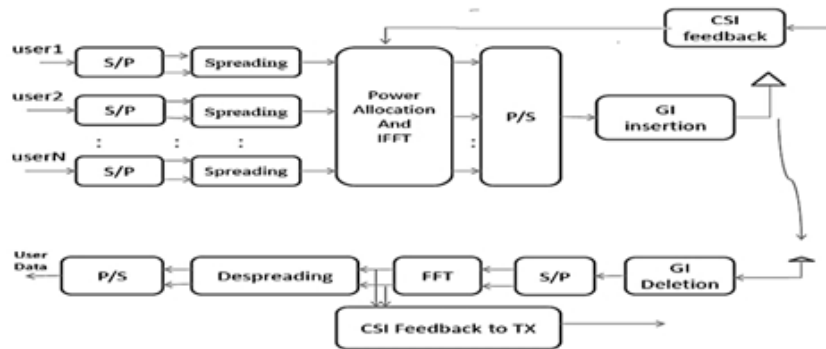 CSI
feedback
user1
S/P
Spreading
user2
S/P
Spreading
userN
S/P
Spreading
Power
Allocation
And
IFFT
P/S
GI
insertion
User
Data
P/S
Despreading
FFT
S/P
GI
Deletion
CSI Feedback to TX